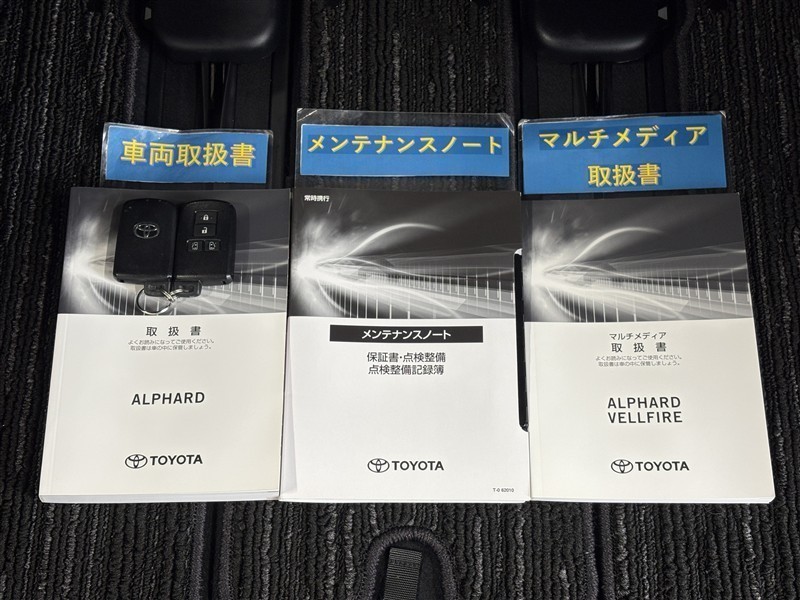 車両取扱書
メンテナンスノート
マルチメディア
取扱書
取扱書
よくお読みになってご使用ください。
取扱書は車の中に保管しましょう。
ALPHARD
TOYOTA
常時携行
メンテナンスノート
保証書・点検整備
点検整備記録簿
TOYOTA
T-0 62016
マルチメディア
取扱書
よくお読みになってご使用ください。
取扱書は車の中に保管しましょう。
ALPHARD
VELLFIRE
TOYOTA